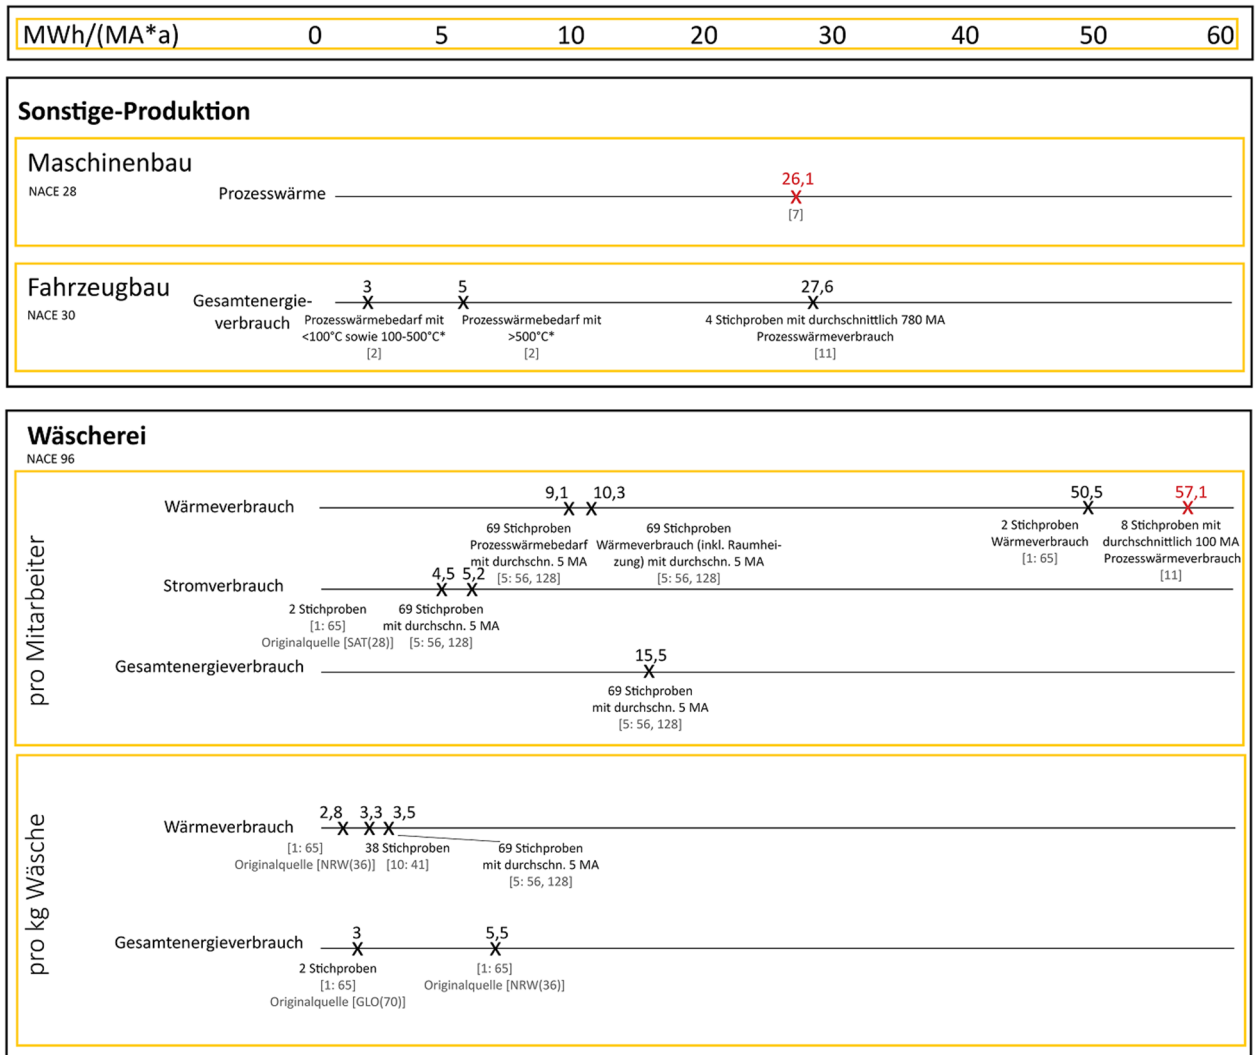 MWh/(MA*a) 0 5 10 20 30 40 50 60
Sonstige-Produktion
Maschinenbau
NACE 28
Prozesswärme
26,1
X
[7]
Fahrzeugbau
NACE 30
Gesamtenergie-
verbrauch
3 5 27,6
X X X
Prozesswärmebedarf mit
<100°C sowie 100-500°C*
[2]
Prozesswärmebedarf mit
>500°C*
[2]
4 Stichproben mit durchschnittlich 780 MA
Prozesswärmeverbrauch
[11]
Wäscherei
NACE 96
pro Mitarbeiter
Wärmeverbrauch
9,1 10,3 50,5 57,1
X X X X
69 Stichproben
Prozesswärmebedarf
mit durchschn. 5 MA
[5: 56, 128]
69 Stichproben
Wärmeverbrauch (inkl. Raumhei-
zung) mit durchschn. 5 MA
[5: 56, 128]
2 Stichproben
Wärmeverbrauch
[1: 65]
8 Stichproben mit
durchschnittlich 100 MA
Prozesswärmeverbrauch
[11]
Stromverbrauch
4,5 5,2
X X
2 Stichproben
[1: 65]
Originalquelle [SAT(28)]
69 Stichproben
mit durchschn. 5 MA
[5: 56, 128]
Gesamtenergieverbrauch
15,5
X
69 Stichproben
mit durchschn. 5 MA
[5: 56, 128]
pro kg Wäsche
Wärmeverbrauch
2,8 3,3 3,5
X X X
[1: 65]
Originalquelle [NRW(36)]
38 Stichproben
[10: 41]
69 Stichproben
mit durchschn. 5 MA
[5: 56, 128]
Gesamtenergieverbrauch
3 5,5
X X
2 Stichproben
[1: 65]
Originalquelle [GLO(70)]
[1: 65]
Originalquelle [NRW(36)]